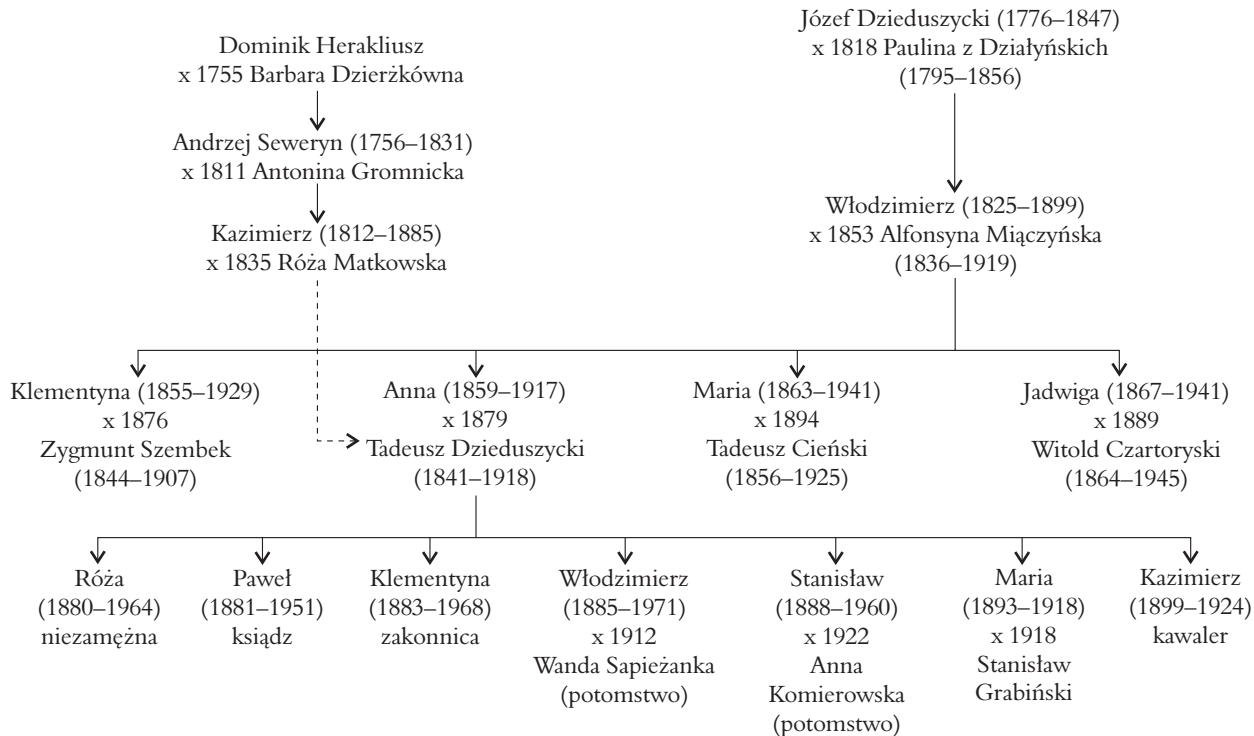 Dominik Herakliusz
x 1755 Barbara Dzierżkówna
Józef Dzieduszycki (1776–1847)
x 1818 Paulina z Działyńskich
(1795–1856)
Andrzej Seweryn (1756–1831)
x 1811 Antonina Gromnicka
Kazimierz (1812–1885)
x 1835 Róża Matkowska
Włodzimierz (1825–1899)
x 1853 Alfonsyna Miączyńska
(1836–1919)
Klementyna (1855–1929)
x 1876
Zygmunt Szembek
(1844–1907)
Anna (1859–1917)
x 1879
Tadeusz Dzieduszycki
(1841–1918)
Maria (1863–1941)
x 1894
Tadeusz Cieński
(1856–1925)
Jadwiga (1867–1941)
x 1889
Witold Czartoryski
(1864–1945)
Róża
(1880–1964)
niezamężna
Paweł
(1881–1951)
ksiądz
Klementyna
(1883–1968)
zakonnica
Włodzimierz
(1885–1971)
x 1912
Wanda Sapieżanka
(potomstwo)
Stanisław
(1888–1960)
x 1922
Anna
Komierowska
(potomstwo)
Maria
(1893–1918)
x 1918
Stanisław
Grabiński
Kazimierz
(1899–1924)
kawaler